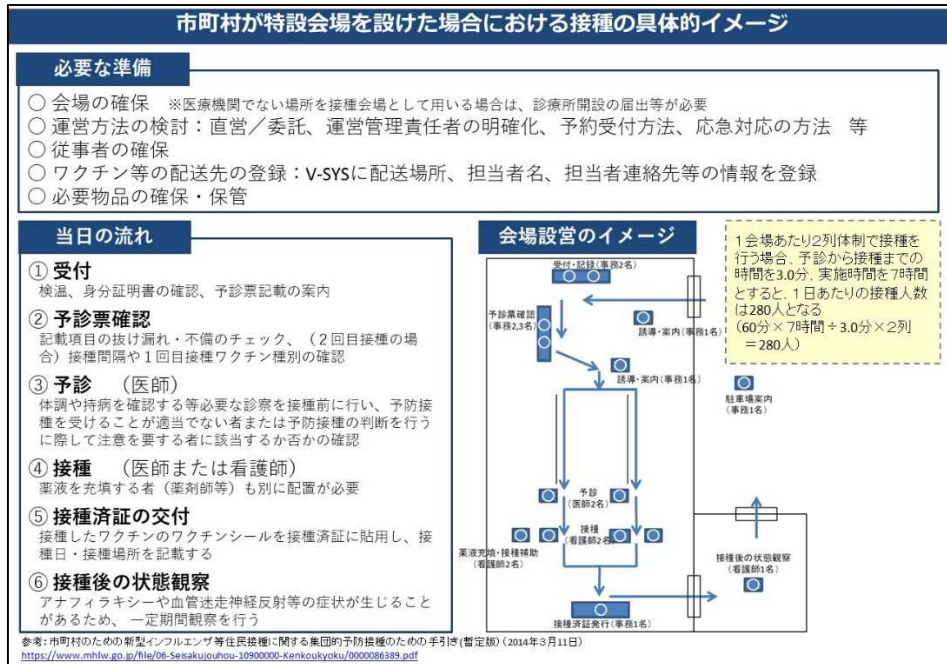 市町村が特設会場を設けた場合における接種の具体的イメージ
必要な準備
○ 会場の確保　※医療機関でない場所を接種会場として用いる場合は、診療所開設の届出等が必要
○ 運営方法の検討：直営／委託、運営管理責任者の明確化、予約受付方法、応急対応の方法　等
○ 従事者の確保
○ ワクチン等の配送先の登録：V-SYSに配送場所、担当者名、担当者連絡先等の情報を登録
○ 必要物品の確保・保管
当日の流れ
① 受付
検温、身分証明書の確認、予診票記載の案内
② 予診票確認
記載項目の抜け漏れ・不備のチェック、（２回目接種の場
合）接種間隔や１回目接種ワクチン種別の確認
③ 予診　（医師）
体調や持病を確認する等必要な診察を接種前に行い、予防接
種を受けることが適当でない者または予防接種の判断を行う
に際して注意を要する者に該当するか否かの確認
④ 接種　（医師または看護師）
薬液を充填する者（薬剤師等）も別に配置が必要
⑤ 接種済証の交付
接種したワクチンのワクチンシールを接種済証に貼用し、接
種日・接種場所を記載する
⑥ 接種後の状態観察
アナフィラキシーや血管迷走神経反射等の症状が生じること
があるため、一定期間観察を行う
会場設営のイメージ
受付・記録（事務2名）
予診票確認
（事務2,3名）
誘導・案内（事務1名）
誘導・案内（事務1名）
駐車場案内
（事務1名）
予診
（医師2名）
接種
（看護師2名）
薬液充填・接種補助
（看護師2名）
接種後の状態観察
（看護師1名）
接種済証発行（事務1名）
１会場あたり２列体制で接種を
行う場合、予診から接種までの
時間を3.0分、実施時間を７時間
とすると、１日あたりの接種人数
は280人となる
（60分×７時間÷3.0分×２列
＝280人）
参考：市町村のための新型インフルエンザ等住民接種に関する集団的予防接種のための手引き（暫定版）（2014年３月11日）
https://www.mhlw.go.jp/file/06-Seisakujouhou-10900000-Kenkoukyoku/0000086389.pdf